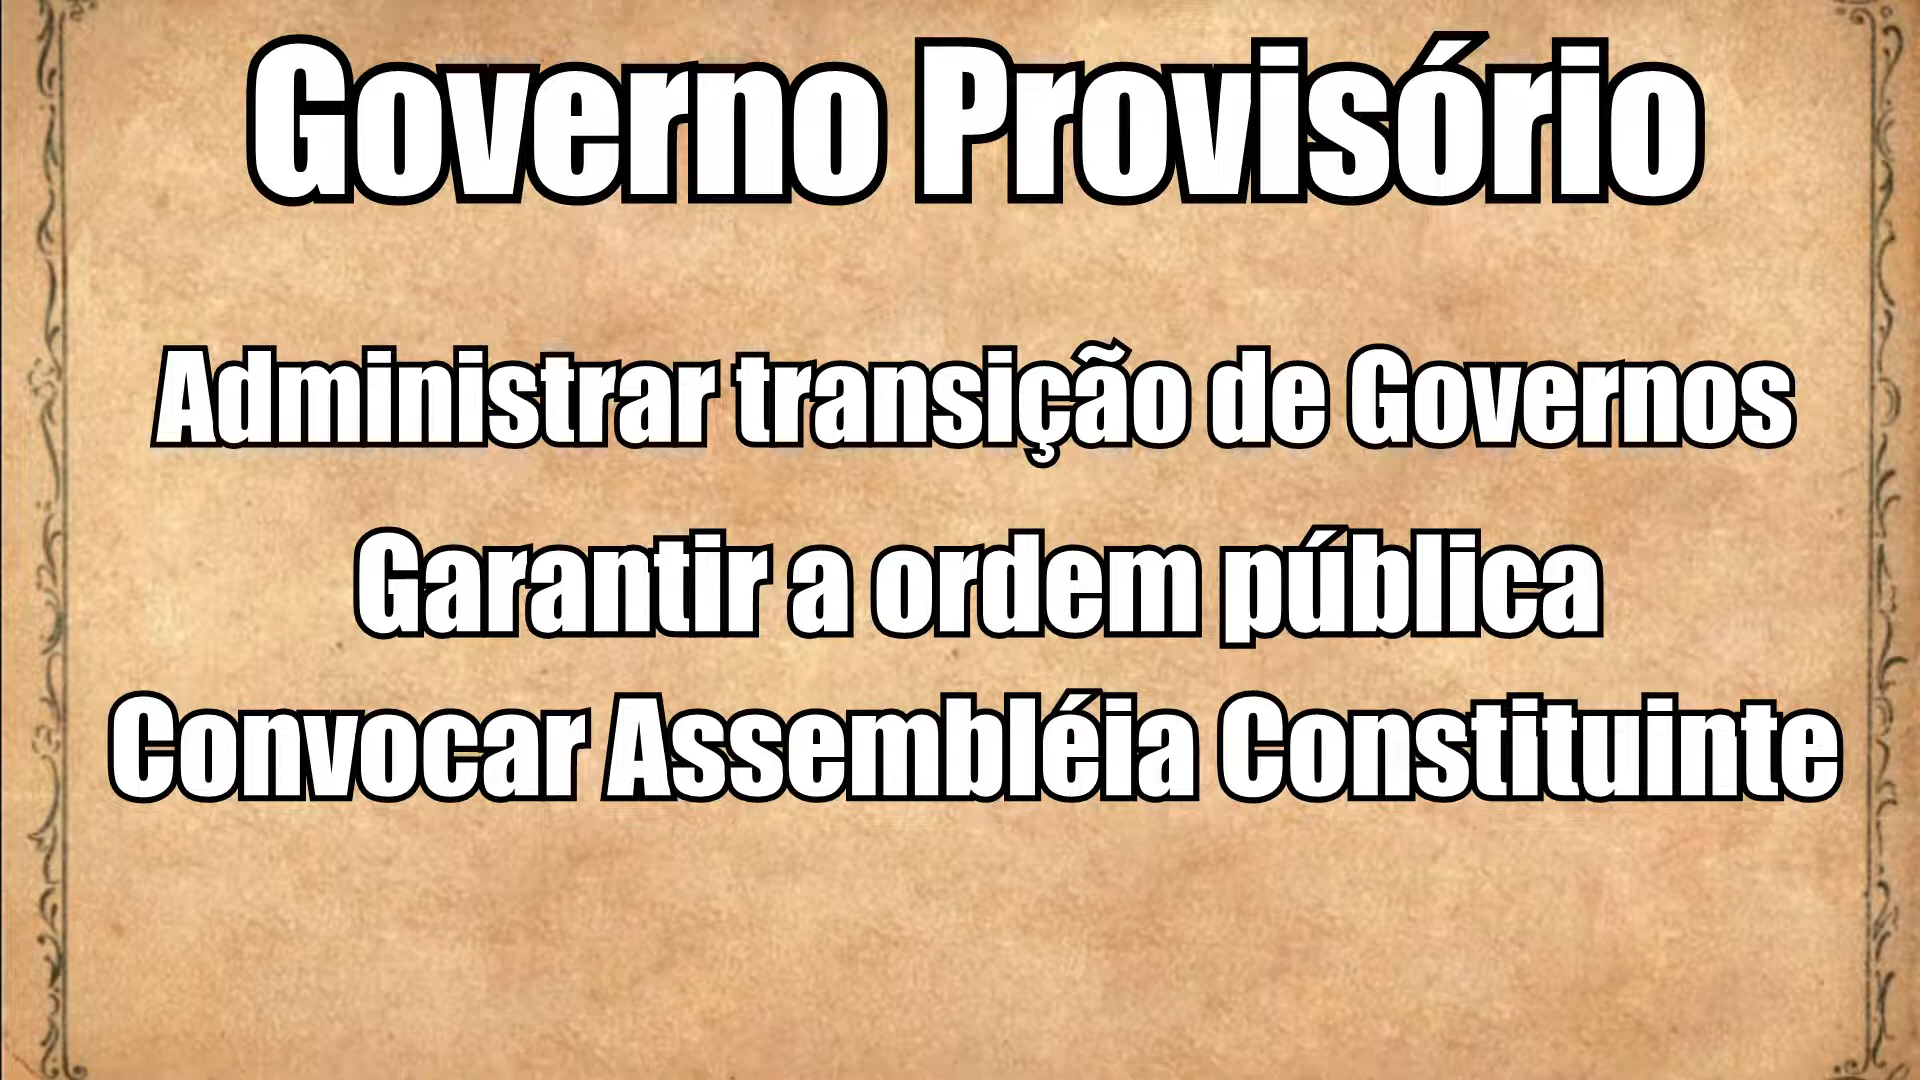 Governo Provisório
Administrar transição de Governos
Garantir a ordem pública
Convocar Assembléia Constituinte